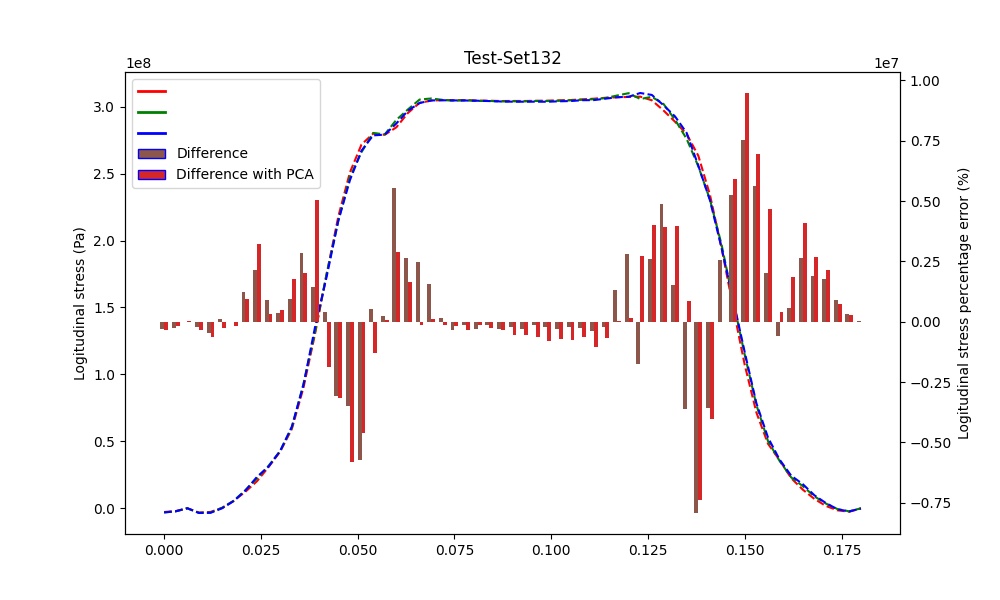 Test-Set132
1e8
1e7
Difference
Difference with PCA
Logitudinal stress (Pa)
3.0
2.5
2.0
1.5
1.0
0.5
0.0
1.00
0.75
0.50
0.25
0.00
−0.25
−0.50
−0.75
Logitudinal stress percentage error (%)
0.000 0.025 0.050 0.075 0.100 0.125 0.150 0.175